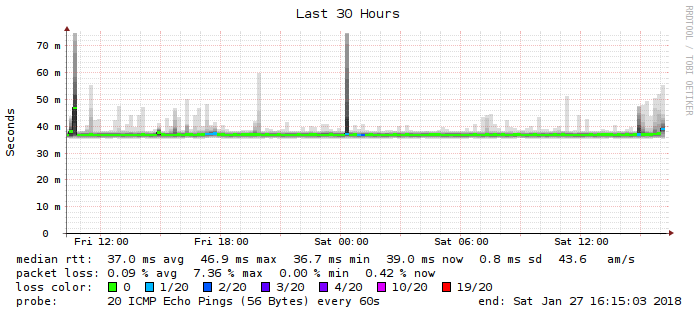 Last 30 Hours
RRDTOOL / TOBI OETIKER
Seconds
70 m
60 m
50 m
40 m
30 m
20 m
10 m
0
Fri 12:00 Fri 18:00 Sat 00:00 Sat 06:00 Sat 12:00
median rtt: 37.0 ms avg 46.9 ms max 36.7 ms min 39.0 ms now 0.8 ms sd 43.6 am/s
packet loss: 0.09 % avg 7.36 % max 0.00 % min 0.42 % now
loss color: 0 1/20 2/20 3/20 4/20 10/20 19/20
probe: 20 ICMP Echo Pings (56 Bytes) every 60s end: Sat Jan 27 16:15:03 2018